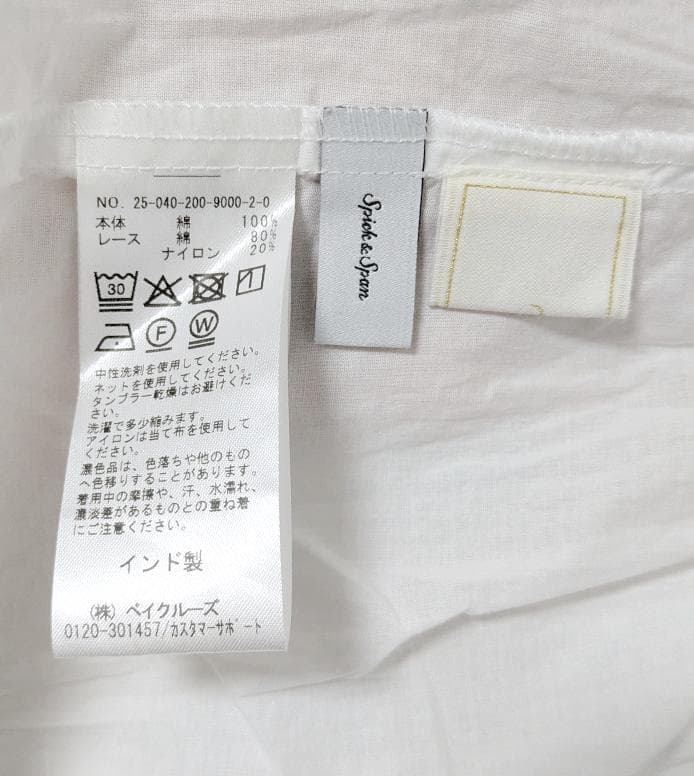 NO. 25-040-200-9000-2-0
本体 綿 100%
レース 綿 80%
ナイロン 20%
30
F W
中性洗剤を使用してください。
ネットを使用してください。
タンブラー乾燥はお避けくだ
さい。
洗濯で多少縮みます。
アイロンは当て布を使用して
ください。
濃色品は、色落ちや他のもの
へ色移りすることがあります。
着用中の摩擦や、汗、水濡れ、
濃淡差があるものとの重ね着
にご注意ください。
インド製
(株) ベイクルーズ
0120-301457/カスタマーサポート
Spick & Span